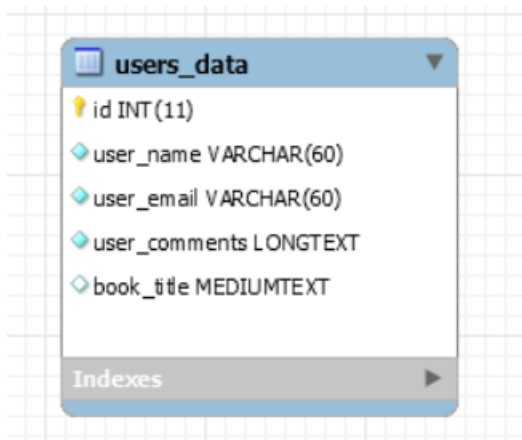 users_data
id INT(11)
user_name VARCHAR(60)
user_email VARCHAR(60)
user_comments LONGTEXT
book_title MEDIUMTEXT
Indexes